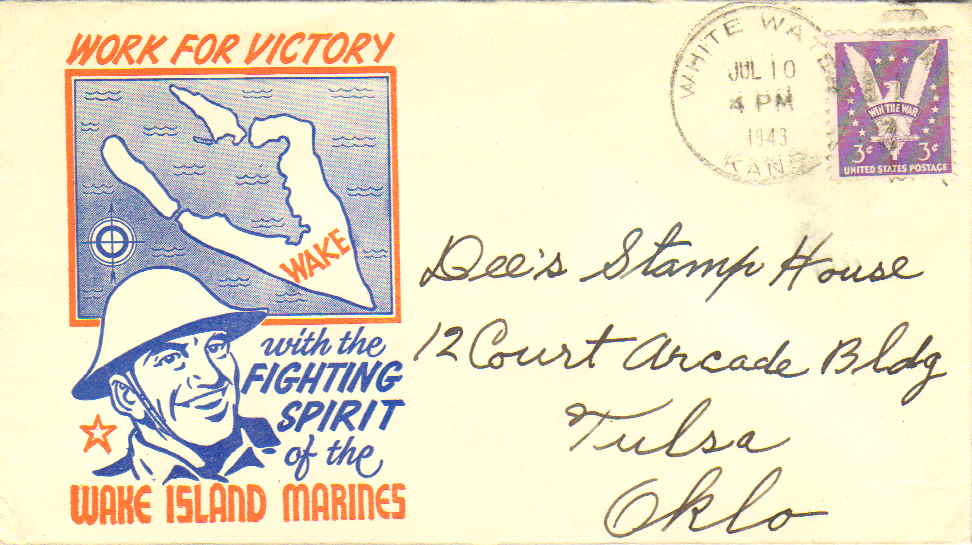 WORK FOR VICTORY
WAKE
with the
FIGHTING
SPIRIT
of the
WAKE ISLAND MARINES
WHITE WATER
JUL 10
4 PM
1943
KANS
WIN THE WAR
3¢ 3¢
UNITED STATES POSTAGE
Dee's Stamp House
12 Court Arcade Bldg
Tulsa
Okla